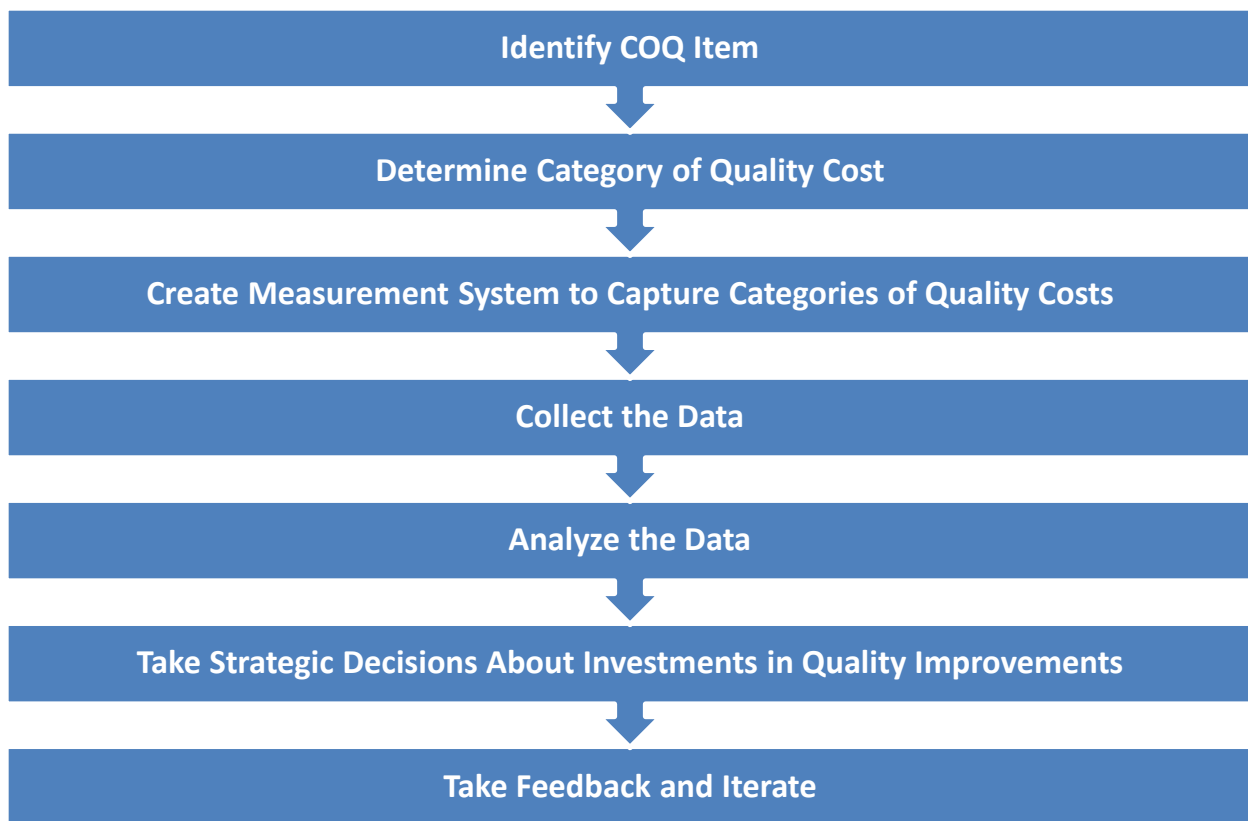 Identify COQ Item
Determine Category of Quality Cost
Create Measurement System to Capture Categories of Quality Costs
Collect the Data
Analyze the Data
Take Strategic Decisions About Investments in Quality Improvements
Take Feedback and Iterate